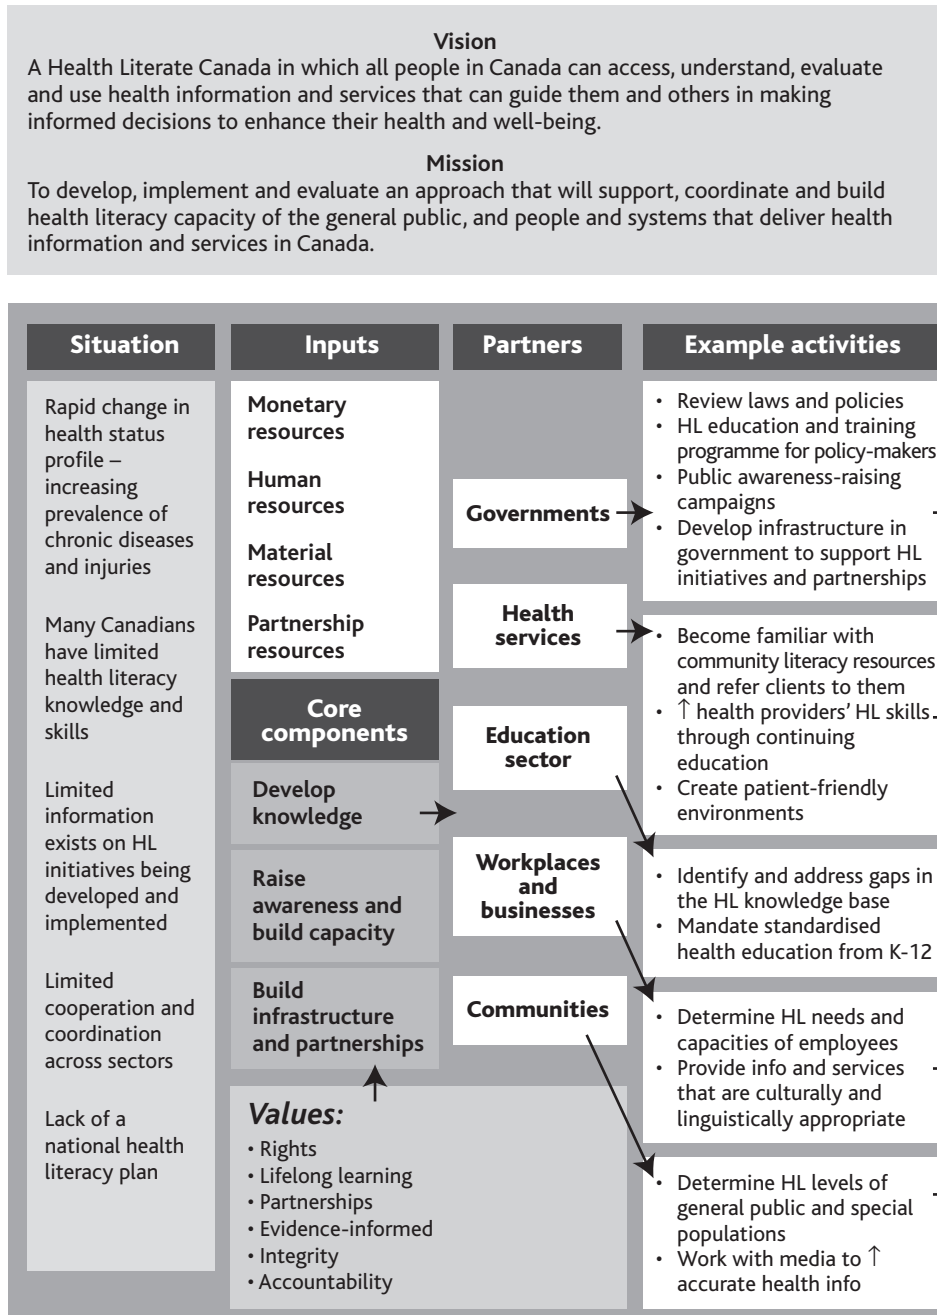 Vision
A Health Literate Canada in which all people in Canada can access, understand, evaluate
and use health information and services that can guide them and others in making
informed decisions to enhance their health and well-being.
Mission
To develop, implement and evaluate an approach that will support, coordinate and build
health literacy capacity of the general public, and people and systems that deliver health
information and services in Canada.
Situation
Rapid change in
health status
profile –
increasing
prevalence of
chronic diseases
and injuries
Many Canadians
have limited
health literacy
knowledge and
skills
Limited
information
exists on HL
initiatives being
developed and
implemented
Limited
cooperation and
coordination
across sectors
Lack of a
national health
literacy plan
Inputs
Monetary
resources
Human
resources
Material
resources
Partnership
resources
Core
components
Develop
knowledge
Raise
awareness and
build capacity
Build
infrastructure
and partnerships
Values:
• Rights
• Lifelong learning
• Partnerships
• Evidence-informed
• Integrity
• Accountability
Partners
Governments
Health
services
Education
sector
Workplaces
and
businesses
Communities
Example activities
• Review laws and policies
• HL education and training
programme for policy-makers
• Public awareness-raising
campaigns
• Develop infrastructure in
government to support HL
initiatives and partnerships
• Become familiar with
community literacy resources
and refer clients to them
• ↑ health providers' HL skills
through continuing
education
• Create patient-friendly
environments
• Identify and address gaps in
the HL knowledge base
• Mandate standardised
health education from K-12
• Determine HL needs and
capacities of employees
• Provide info and services
that are culturally and
linguistically appropriate
• Determine HL levels of
general public and special
populations
• Work with media to ↑
accurate health info